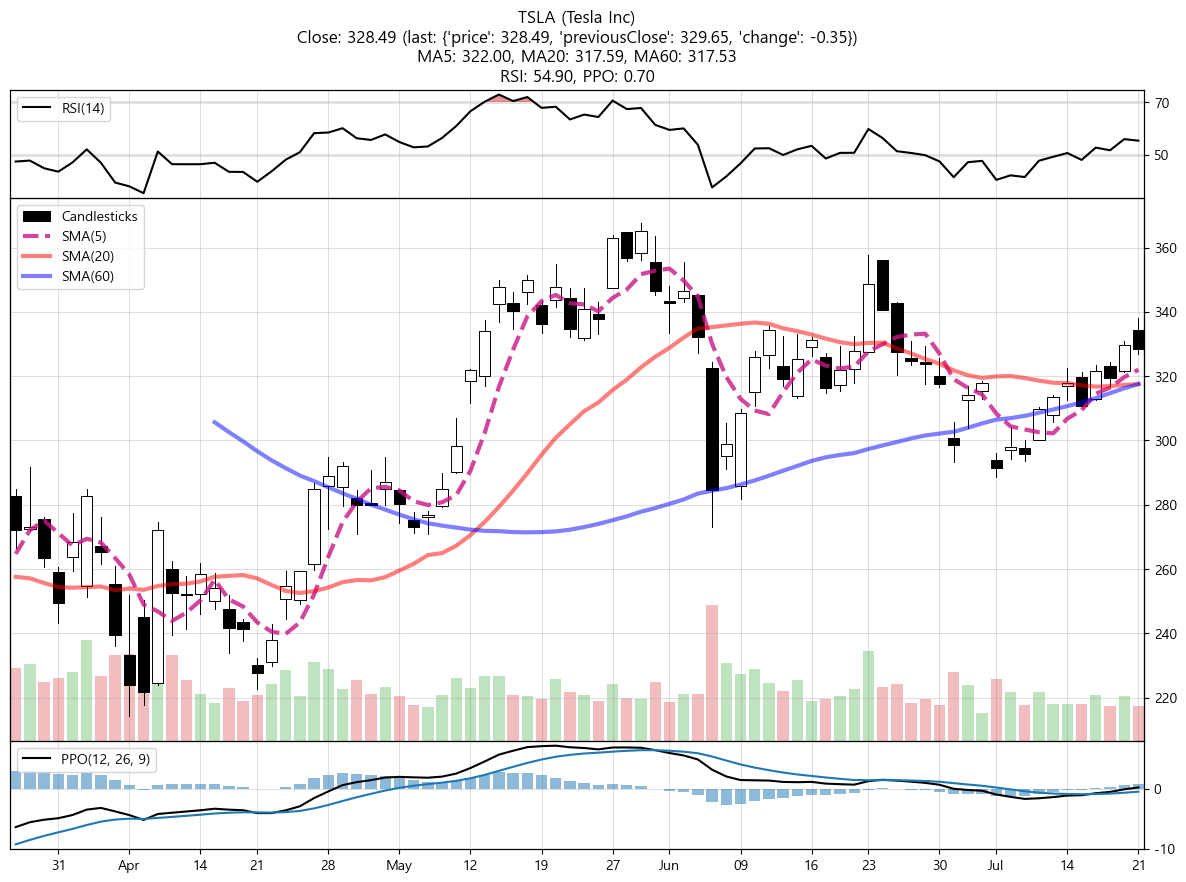 TSLA (Tesla Inc)
Close: 328.49 (last: {'price': 328.49, 'previousClose': 329.65, 'change': -0.35})
MA5: 322.00, MA20: 317.59, MA60: 317.53
RSI: 54.90, PPO: 0.70
RSI(14)
70
50
Candlesticks
SMA(5)
SMA(20)
SMA(60)
360
340
320
300
280
260
240
220
PPO(12, 26, 9)
0
-10
31 Apr 14 21 28 May 12 19 27 Jun 09 16 23 30 Jul 14 21